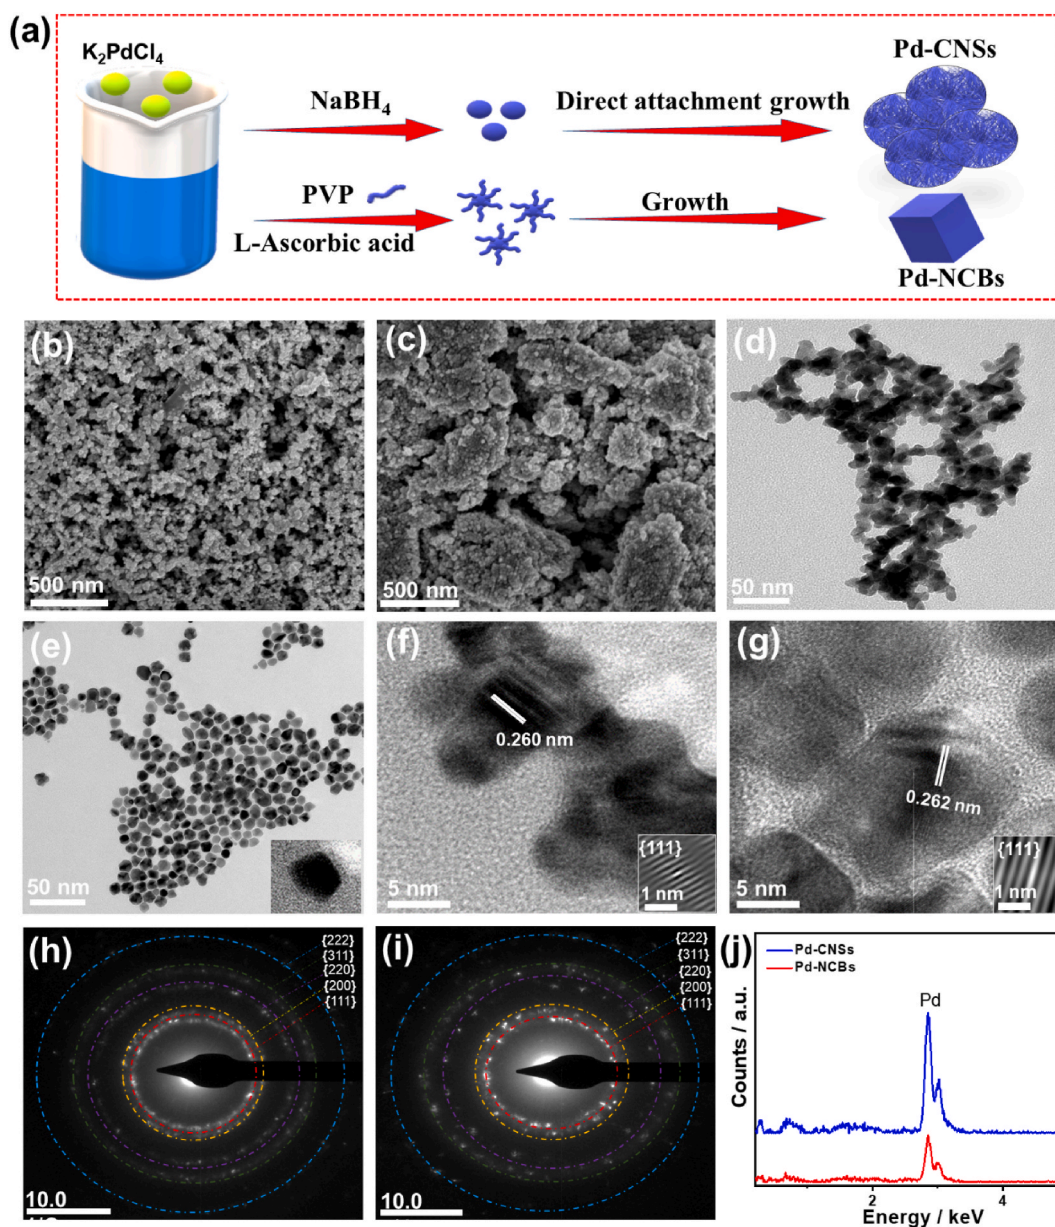 (a)
K₂PdCl₄
NaBH₄
Direct attachment growth
Pd-CNSs
PVP
L-Ascorbic acid
Growth
Pd-NCBs
(b)
500 nm
(c)
500 nm
(d)
50 nm
(e)
50 nm
(f)
0.260 nm
5 nm
{111}
1 nm
(g)
0.262 nm
5 nm
{111}
1 nm
(h)
{222}
{311}
{220}
{200}
{111}
10.0
(i)
{222}
{311}
{220}
{200}
{111}
10.0
(j)
Pd-CNSs
Pd-NCBs
Pd
Counts / a.u.
2
4
Energy / keV